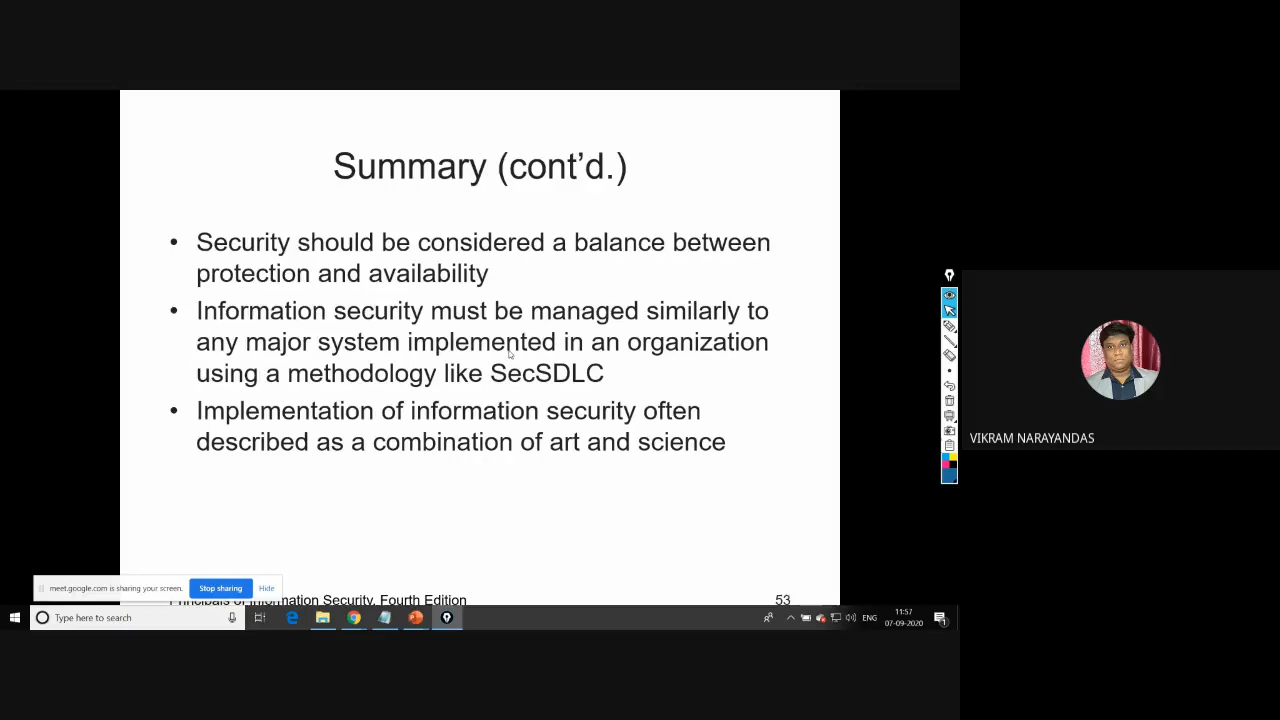 Summary (cont’d.)
• Security should be considered a balance between
protection and availability
• Information security must be managed similarly to
any major system implemented in an organization
using a methodology like SecSDLC
• Implementation of information security often
described as a combination of art and science
VIKRAM NARAYANDAS
meet.google.com is sharing your screen.
Stop sharing
Hide
Principals of Information Security, Fourth Edition
53
Type here to search
ENG
11:57
07-09-2020
1